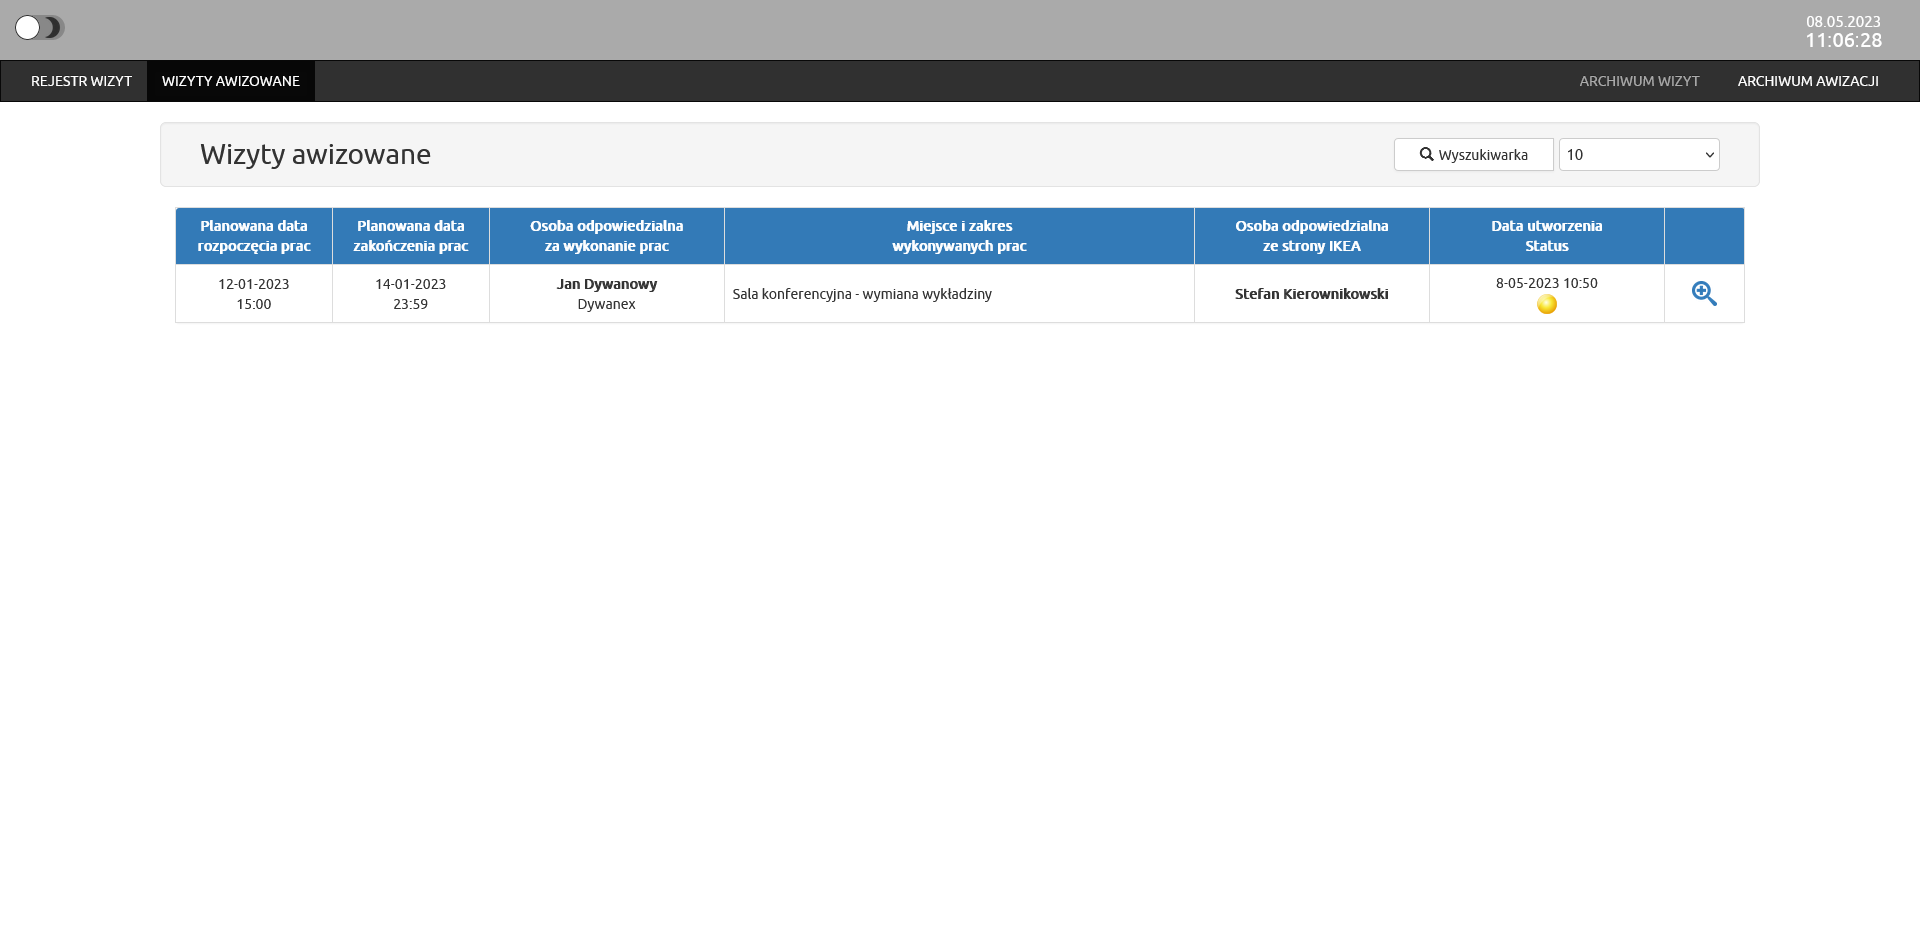 08.05.2023
11:06:28
REJESTR WIZYT WIZYTY AWIZOWANE ARCHIWUM WIZYT ARCHIWUM AWIZACJI
Wizyty awizowane
Wyszukiwarka
10
Planowana data
rozpoczęcia prac
Planowana data
zakończenia prac
Osoba odpowiedzialna
za wykonanie prac
Miejsce i zakres
wykonywanych prac
Osoba odpowiedzialna
ze strony IKEA
Data utworzenia
Status
12-01-2023
15:00
14-01-2023
23:59
Jan Dywanowy
Dywanex
Sala konferencyjna - wymiana wykładziny
Stefan Kierownikowski
8-05-2023 10:50